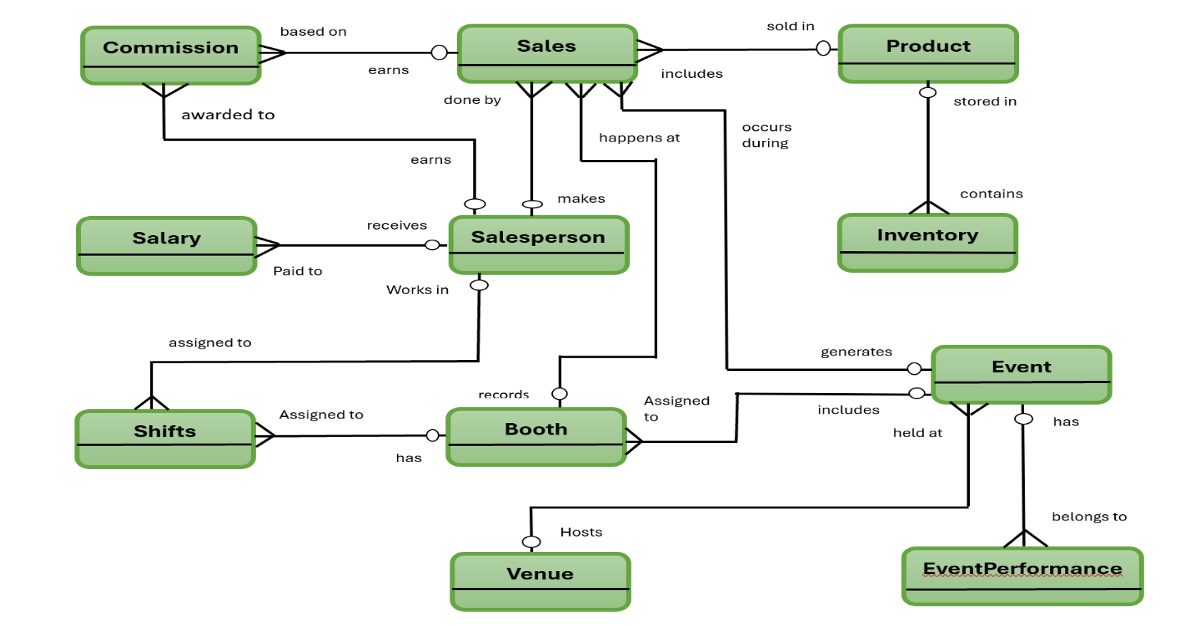 based on
sold in
Commission
Sales
Product
earns
includes
done by
stored in
awarded to
happens at
occurs
during
earns
makes
contains
receives
Salary
Salesperson
Inventory
Paid to
Works in
assigned to
generates
Event
records
Assigned
to
includes
Assigned to
Shifts
Booth
held at
has
has
belongs to
Hosts
Venue
EventPerformance